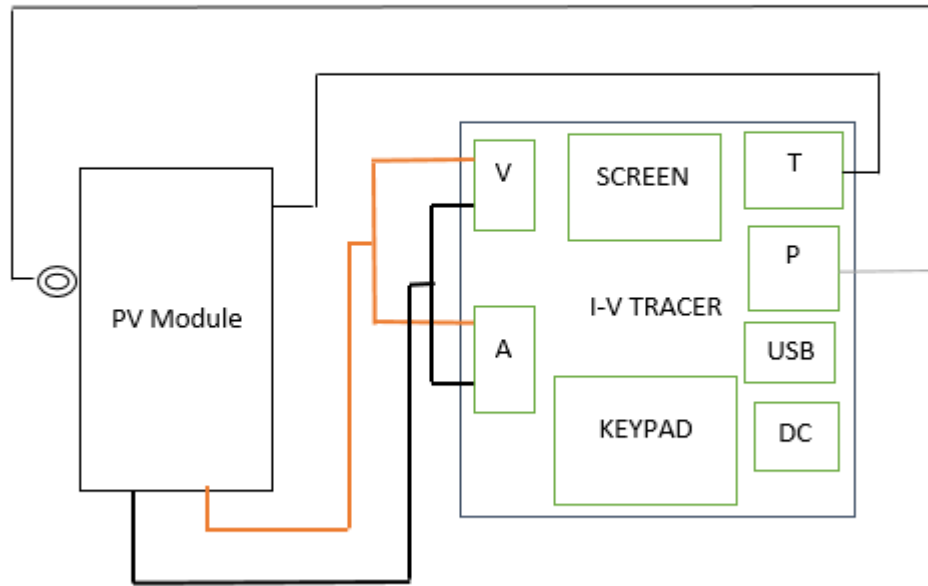 V
SCREEN
T
P
PV Module
I-V TRACER
A
USB
KEYPAD
DC